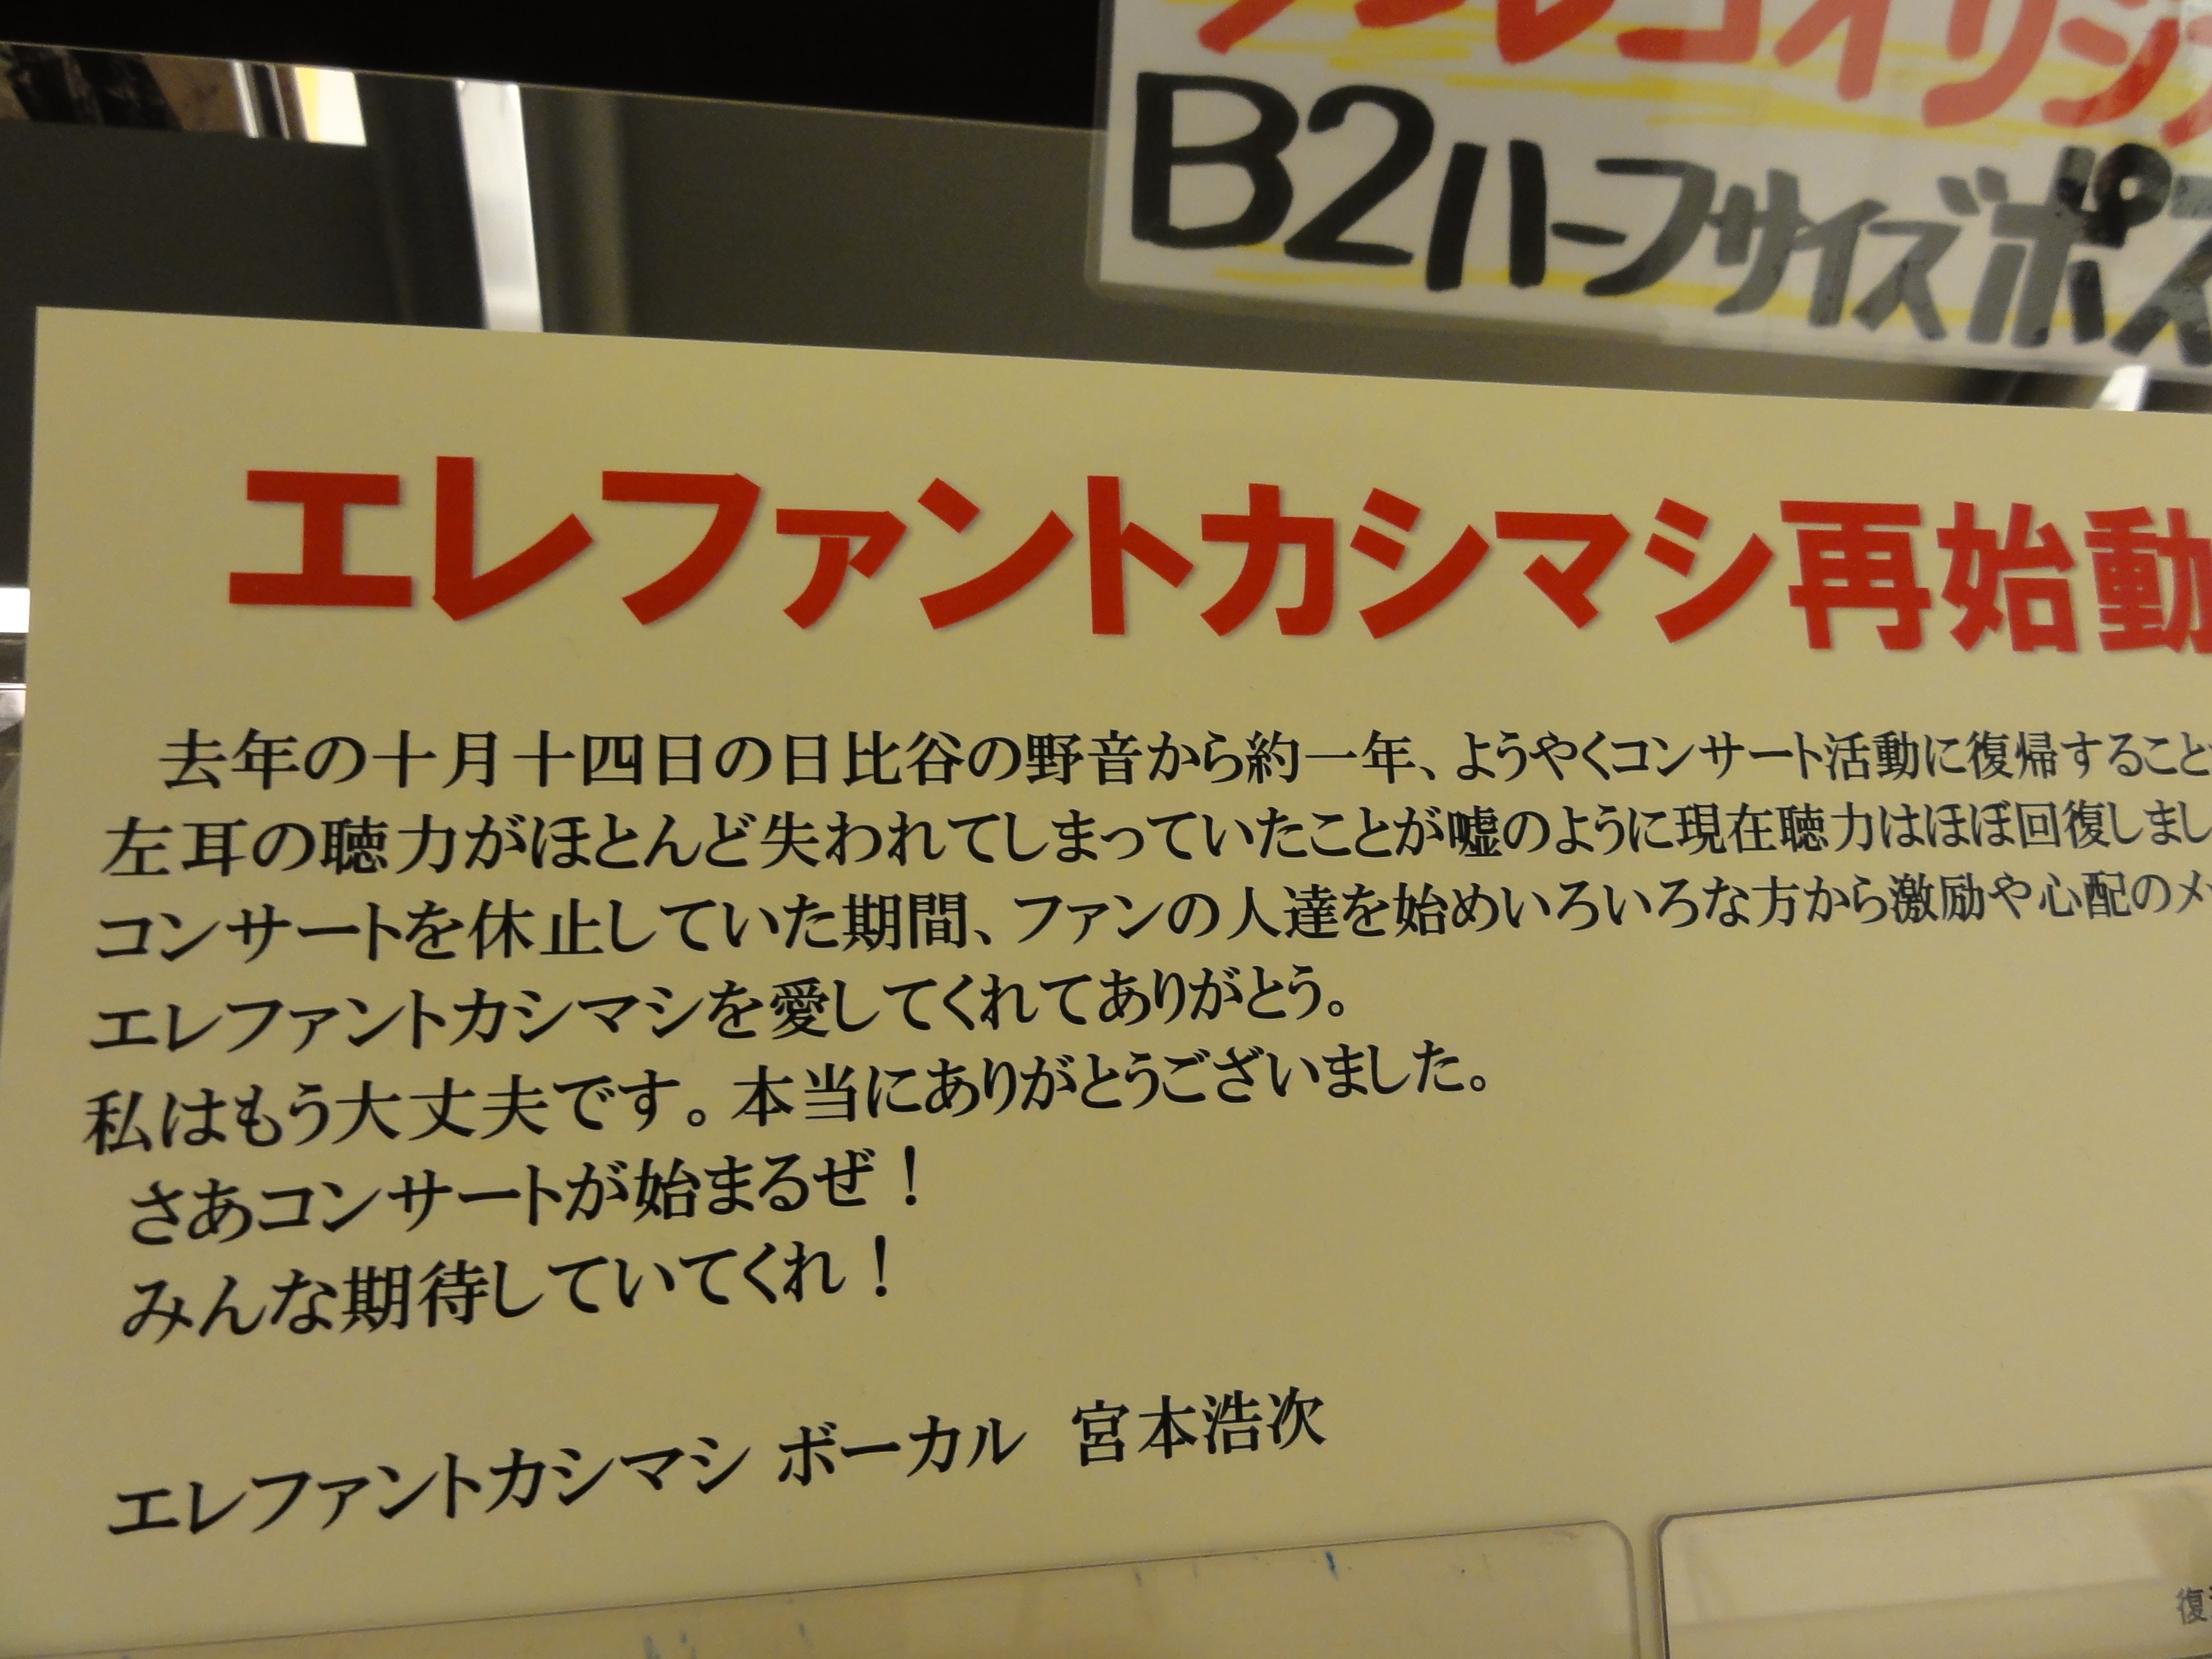 B2ハーフサイズポス
エレファントカシマシ再始動
去年の十月十四日の日比谷の野音から約一年、ようやくコンサート活動に復帰すること
左耳の聴力がほとんど失われてしまっていたことが嘘のように現在聴力はほぼ回復しまし
コンサートを休止していた期間、ファンの人達を始めいろいろな方から激励や心配のメ
エレファントカシマシを愛してくれてありがとう。
私はもう大丈夫です。本当にありがとうございました。
さあコンサートが始まるぜ！
みんな期待していてくれ！
エレファントカシマシ ボーカル 宮本浩次
復